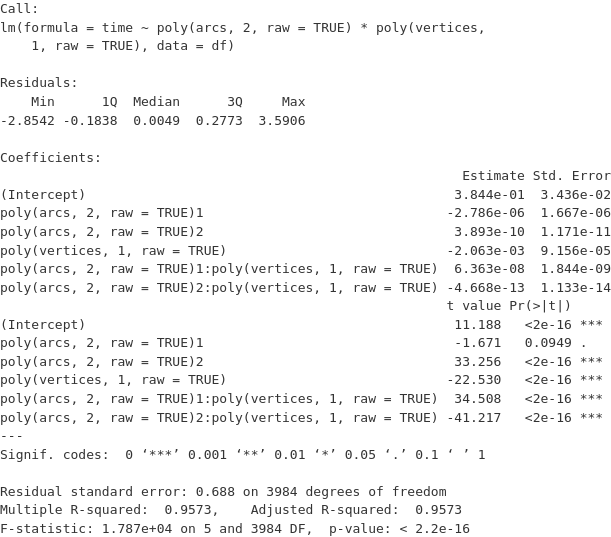 Call:
lm(formula = time ~ poly(arcs, 2, raw = TRUE) * poly(vertices,
    1, raw = TRUE), data = df)

Residuals:
    Min      1Q  Median      3Q     Max
-2.8542 -0.1838  0.0049  0.2773  3.5906

Coefficients:
                                                           Estimate Std. Error
(Intercept)                                               3.844e-01  3.436e-02
poly(arcs, 2, raw = TRUE)1                               -2.786e-06  1.667e-06
poly(arcs, 2, raw = TRUE)2                                3.893e-10  1.171e-11
poly(vertices, 1, raw = TRUE)                            -2.063e-03  9.156e-05
poly(arcs, 2, raw = TRUE)1:poly(vertices, 1, raw = TRUE)  6.363e-08  1.844e-09
poly(arcs, 2, raw = TRUE)2:poly(vertices, 1, raw = TRUE) -4.668e-13  1.133e-14
                                                         t value Pr(>|t|)
(Intercept)                                               11.188   <2e-16 ***
poly(arcs, 2, raw = TRUE)1                                -1.671   0.0949 .
poly(arcs, 2, raw = TRUE)2                                33.256   <2e-16 ***
poly(vertices, 1, raw = TRUE)                            -22.530   <2e-16 ***
poly(arcs, 2, raw = TRUE)1:poly(vertices, 1, raw = TRUE)  34.508   <2e-16 ***
poly(arcs, 2, raw = TRUE)2:poly(vertices, 1, raw = TRUE) -41.217   <2e-16 ***
---
Signif. codes:  0 ‘***’ 0.001 ‘**’ 0.01 ‘*’ 0.05 ‘.’ 0.1 ‘ ’ 1

Residual standard error: 0.688 on 3984 degrees of freedom
Multiple R-squared:  0.9573,    Adjusted R-squared:  0.9573
F-statistic: 1.787e+04 on 5 and 3984 DF,  p-value: < 2.2e-16